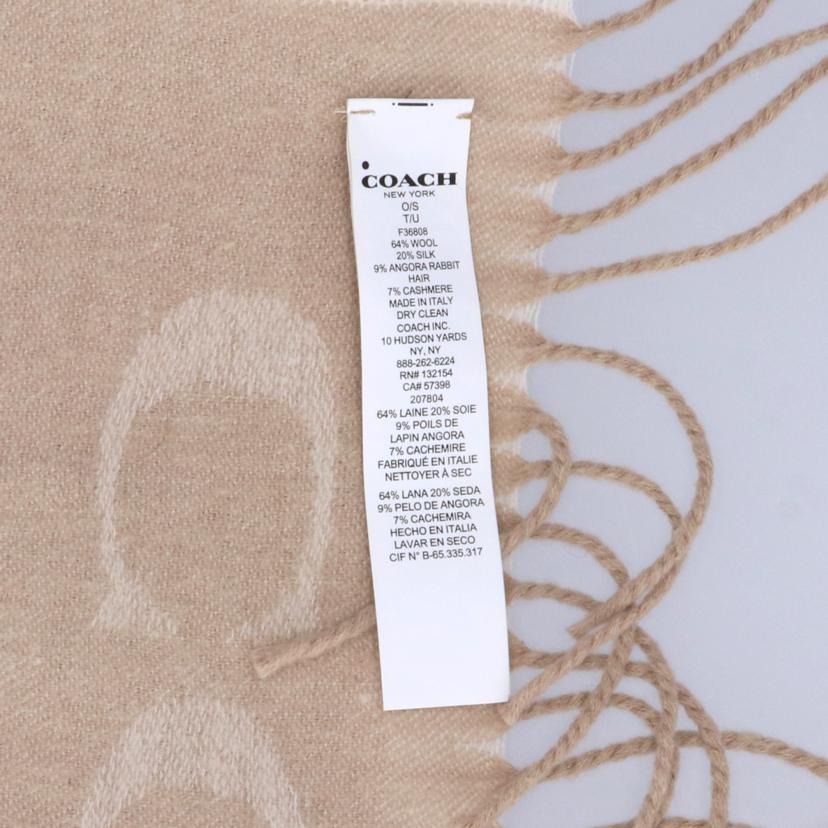 COACH
NEW YORK
O/S
T/U
F36808
64% WOOL
20% SILK
9% ANGORA RABBIT
HAIR
7% CASHMERE
MADE IN ITALY
DRY CLEAN
COACH INC.
10 HUDSON YARDS
NY, NY
888-262-6224
RN# 132154
CA# 57398
207804
64% LAINE 20% SOIE
9% POILS DE
LAPIN ANGORA
7% CACHEMIRE
FABRIQUÉ EN ITALIE
NETTOYER À SEC
64% LANA 20% SEDA
9% PELO DE ANGORA
7% CACHEMIRA
HECHO EN ITALIA
LAVAR EN SECO
CIF N° B-65.335.317